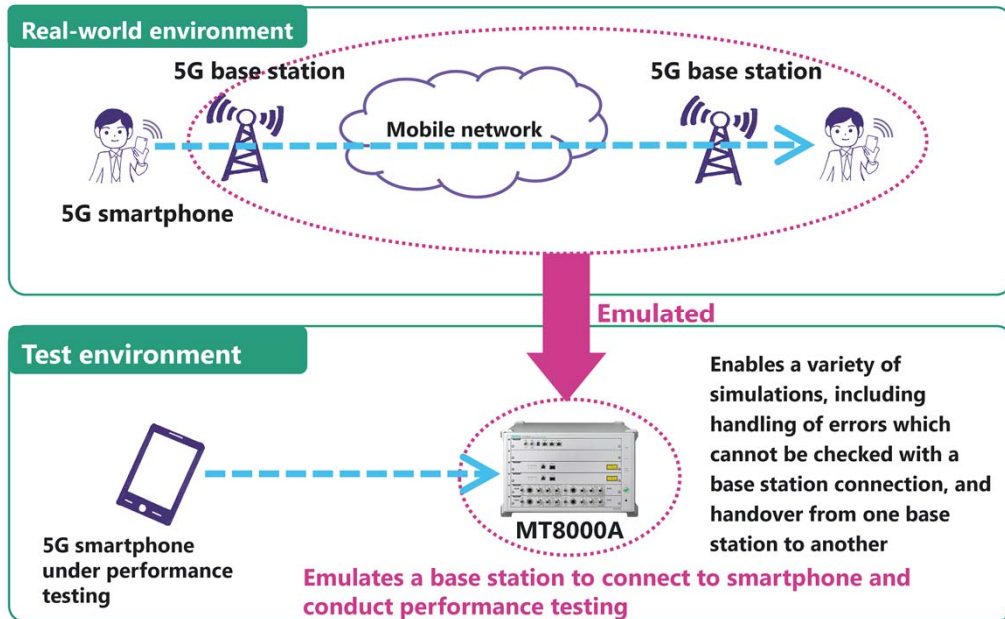 Real-world environment
5G base station
5G base station
Mobile network
5G smartphone
Emulated
Test environment
Enables a variety of
simulations, including
handling of errors which
cannot be checked with a
base station connection, and
handover from one base
station to another
MT8000A
5G smartphone
under performance
testing
Emulates a base station to connect to smartphone and
conduct performance testing